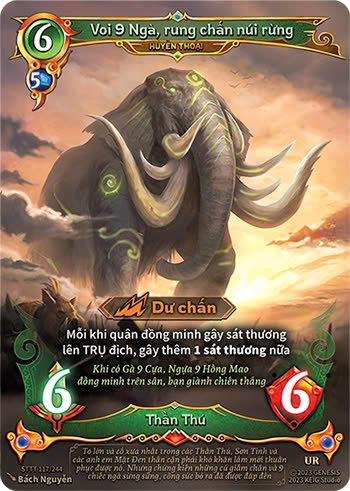 6
Voi 9 Ngà, rung chấn núi rừng
HUYỀN THOẠI
5
Dư chấn
Mỗi khi quân đồng minh gây sát thương
lên TRỤ địch, gây thêm 1 sát thương nữa
Khi có Gà 9 Cựa, Ngựa 9 Hồng Mao
đồng minh trên sân, bạn giành chiến thắng
6
6
Thần Thú
To lớn và cô xưa nhất trong các Thần Thú, Sơn Tinh và
các anh em Mặt Đen thân cận phải khó khăn lắm mới thuần
phục được nó. Nhưng chứng kiến những cú giẫm chân và 9
chiếc ngà sừng sững, công sức bỏ ra đã được đền đáp
STTT 117/244
Bách Nguyễn
UR
© 2023 GENESIS
2023 KEIG Studio